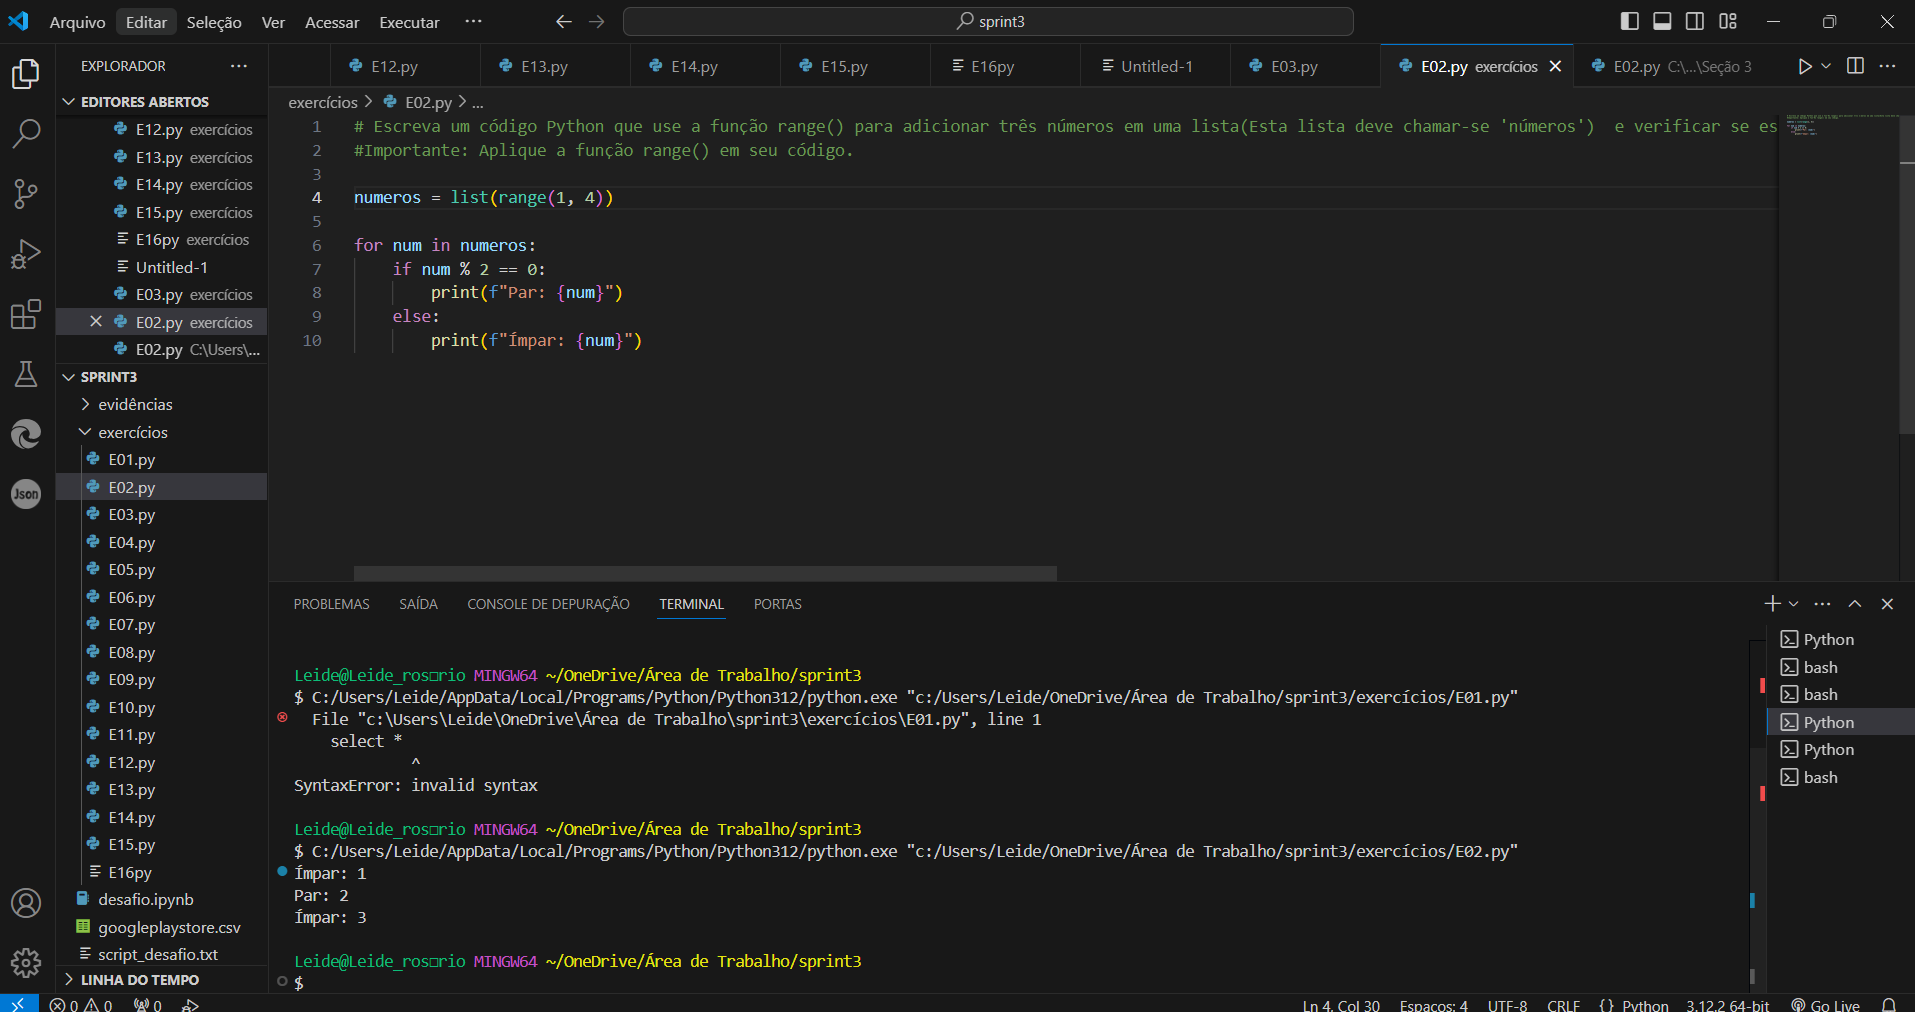 Arquivo Editar Seleção Ver Acessar Executar ··· sprint3
EXPLORADOR ···
EDITORES ABERTOS
E12.py exercícios
E13.py exercícios
E14.py exercícios
E15.py exercícios
E16py exercícios
Untitled-1
E03.py exercícios
E02.py exercícios
E02.py C:\Users\...
SPRINT3
evidências
exercícios
E01.py
E02.py
E03.py
E04.py
E05.py
E06.py
E07.py
E08.py
E09.py
E10.py
E11.py
E12.py
E13.py
E14.py
E15.py
E16py
desafio.ipynb
googleplaystore.csv
script_desafio.txt
LINHA DO TEMPO
Json
E12.py E13.py E14.py E15.py E16py Untitled-1 E03.py E02.py exercícios E02.py C:\...\Seção 3 ···
exercícios > E02.py > ...
1 # Escreva um código Python que use a função range() para adicionar três números em uma lista(Esta lista deve chamar-se 'números')  e verificar se es
2 #Importante: Aplique a função range() em seu código.
3
4 numeros = list(range(1, 4))
5
6 for num in numeros:
7     if num % 2 == 0:
8         print(f"Par: {num}")
9     else:
10         print(f"Ímpar: {num}")
PROBLEMAS SAÍDA CONSOLE DE DEPURAÇÃO TERMINAL PORTAS
Leide@Leide_ros□rio MINGW64 ~/OneDrive/Área de Trabalho/sprint3
$ C:/Users/Leide/AppData/Local/Programs/Python/Python312/python.exe "c:/Users/Leide/OneDrive/Área de Trabalho/sprint3/exercícios/E01.py"
  File "c:\Users\Leide\OneDrive\Área de Trabalho\sprint3\exercícios\E01.py", line 1
    select *
             ^
SyntaxError: invalid syntax
Leide@Leide_ros□rio MINGW64 ~/OneDrive/Área de Trabalho/sprint3
$ C:/Users/Leide/AppData/Local/Programs/Python/Python312/python.exe "c:/Users/Leide/OneDrive/Área de Trabalho/sprint3/exercícios/E02.py"
Ímpar: 1
Par: 2
Ímpar: 3
Leide@Leide_ros□rio MINGW64 ~/OneDrive/Área de Trabalho/sprint3
$
Python
bash
bash
Python
Python
bash
0 0 0 Ln 4, Col 30 Espaços: 4 UTF-8 CRLF {} Python 3.12.2 64-bit Go Live